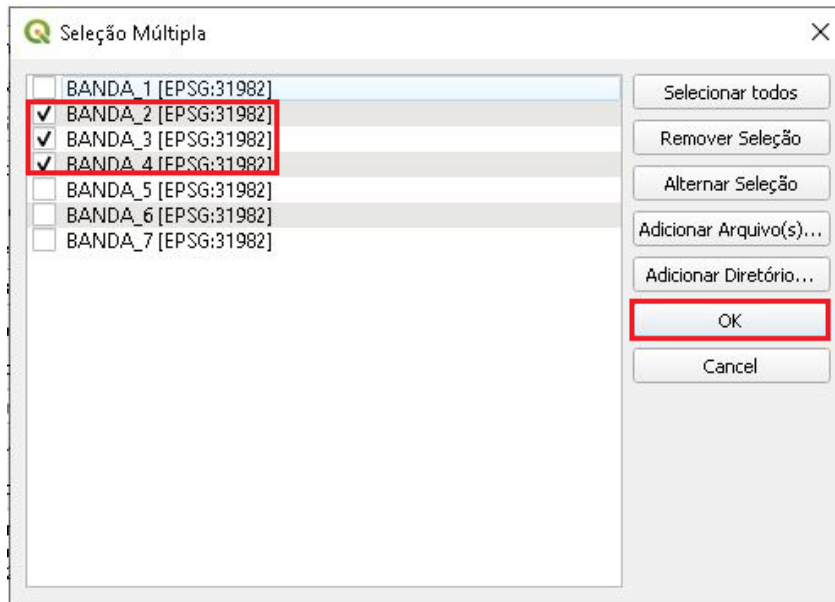 Seleção Múltipla
BANDA_1 [EPSG:31982]
BANDA_2 [EPSG:31982]
BANDA_3 [EPSG:31982]
BANDA_4 [EPSG:31982]
BANDA_5 [EPSG:31982]
BANDA_6 [EPSG:31982]
BANDA_7 [EPSG:31982]
Selecionar todos
Remover Seleção
Alternar Seleção
Adicionar Arquivo(s)...
Adicionar Diretório...
OK
Cancel